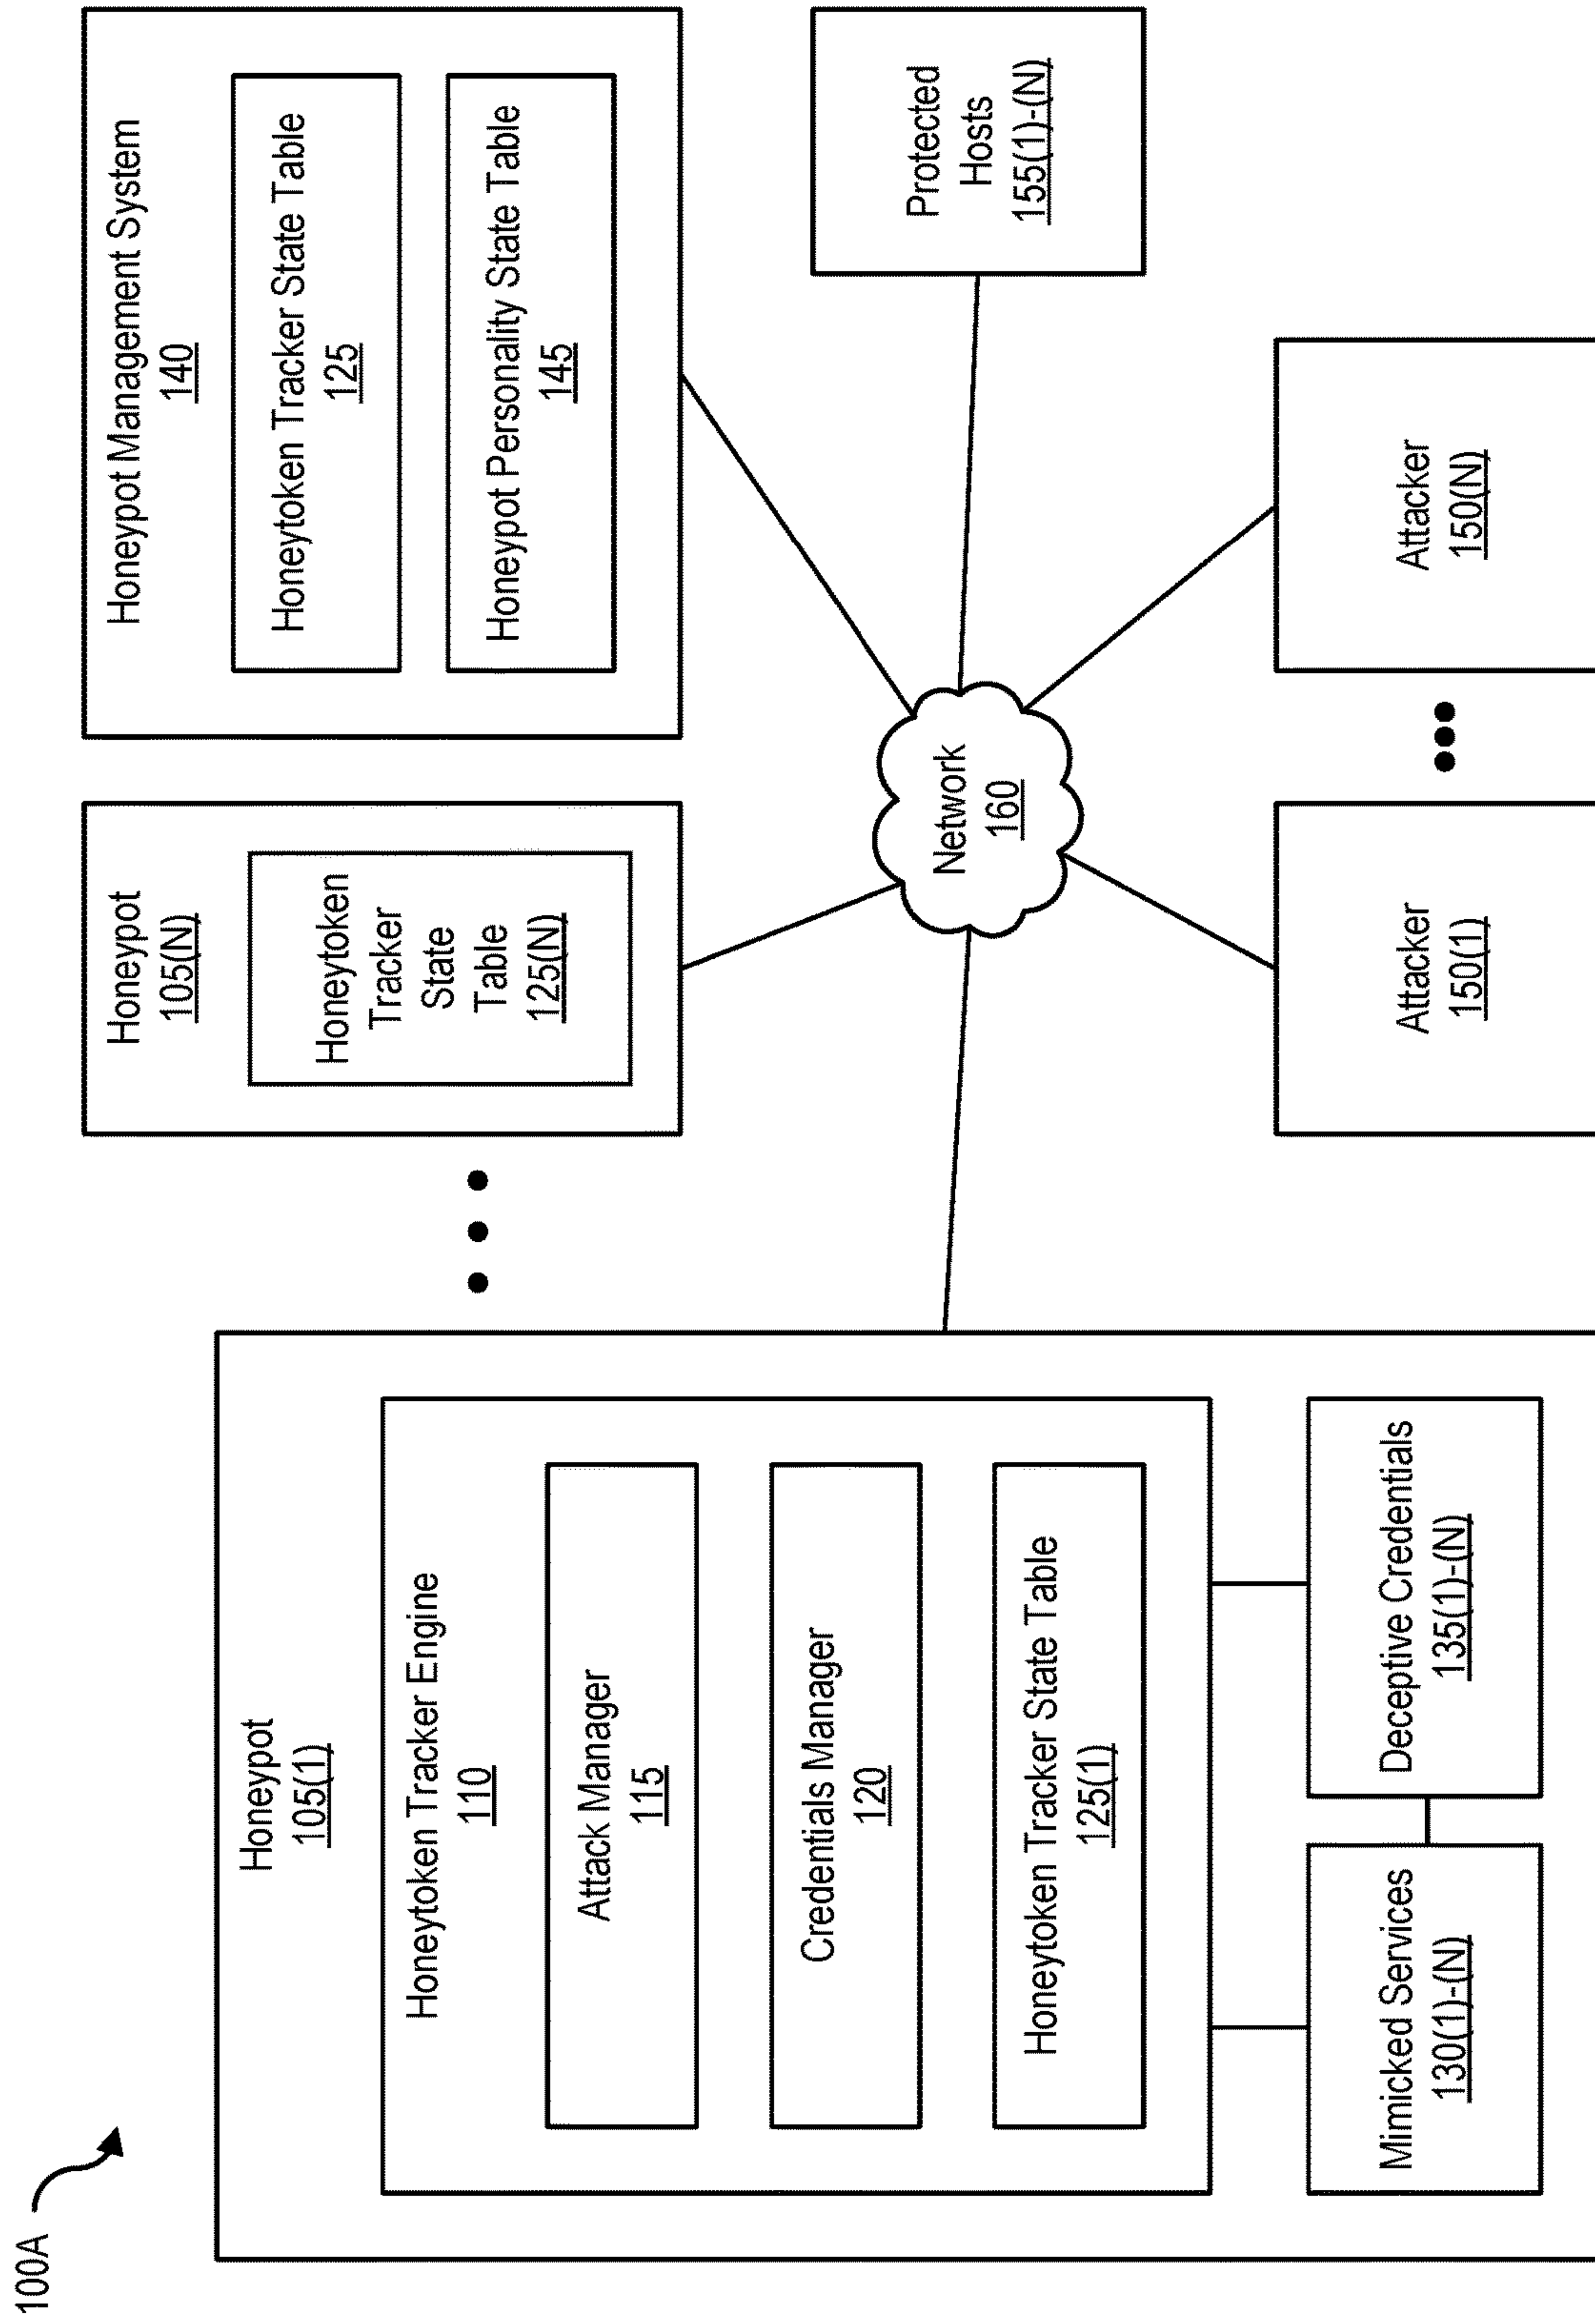 100A
Honeypot
105(1)
Honeytoken Tracker Engine
110
Attack Manager
115
Credentials Manager
120
Honeytoken Tracker State Table
125(1)
Mimicked Services
130(1)-(N)
Deceptive Credentials
135(1)-(N)
Honeypot
105(N)
Honeytoken
Tracker
State
Table
125(N)
Honeypot Management System
140
Honeytoken Tracker State Table
125
Honeypot Personality State Table
145
Network
160
Protected
Hosts
155(1)-(N)
Attacker
150(1)
Attacker
150(N)